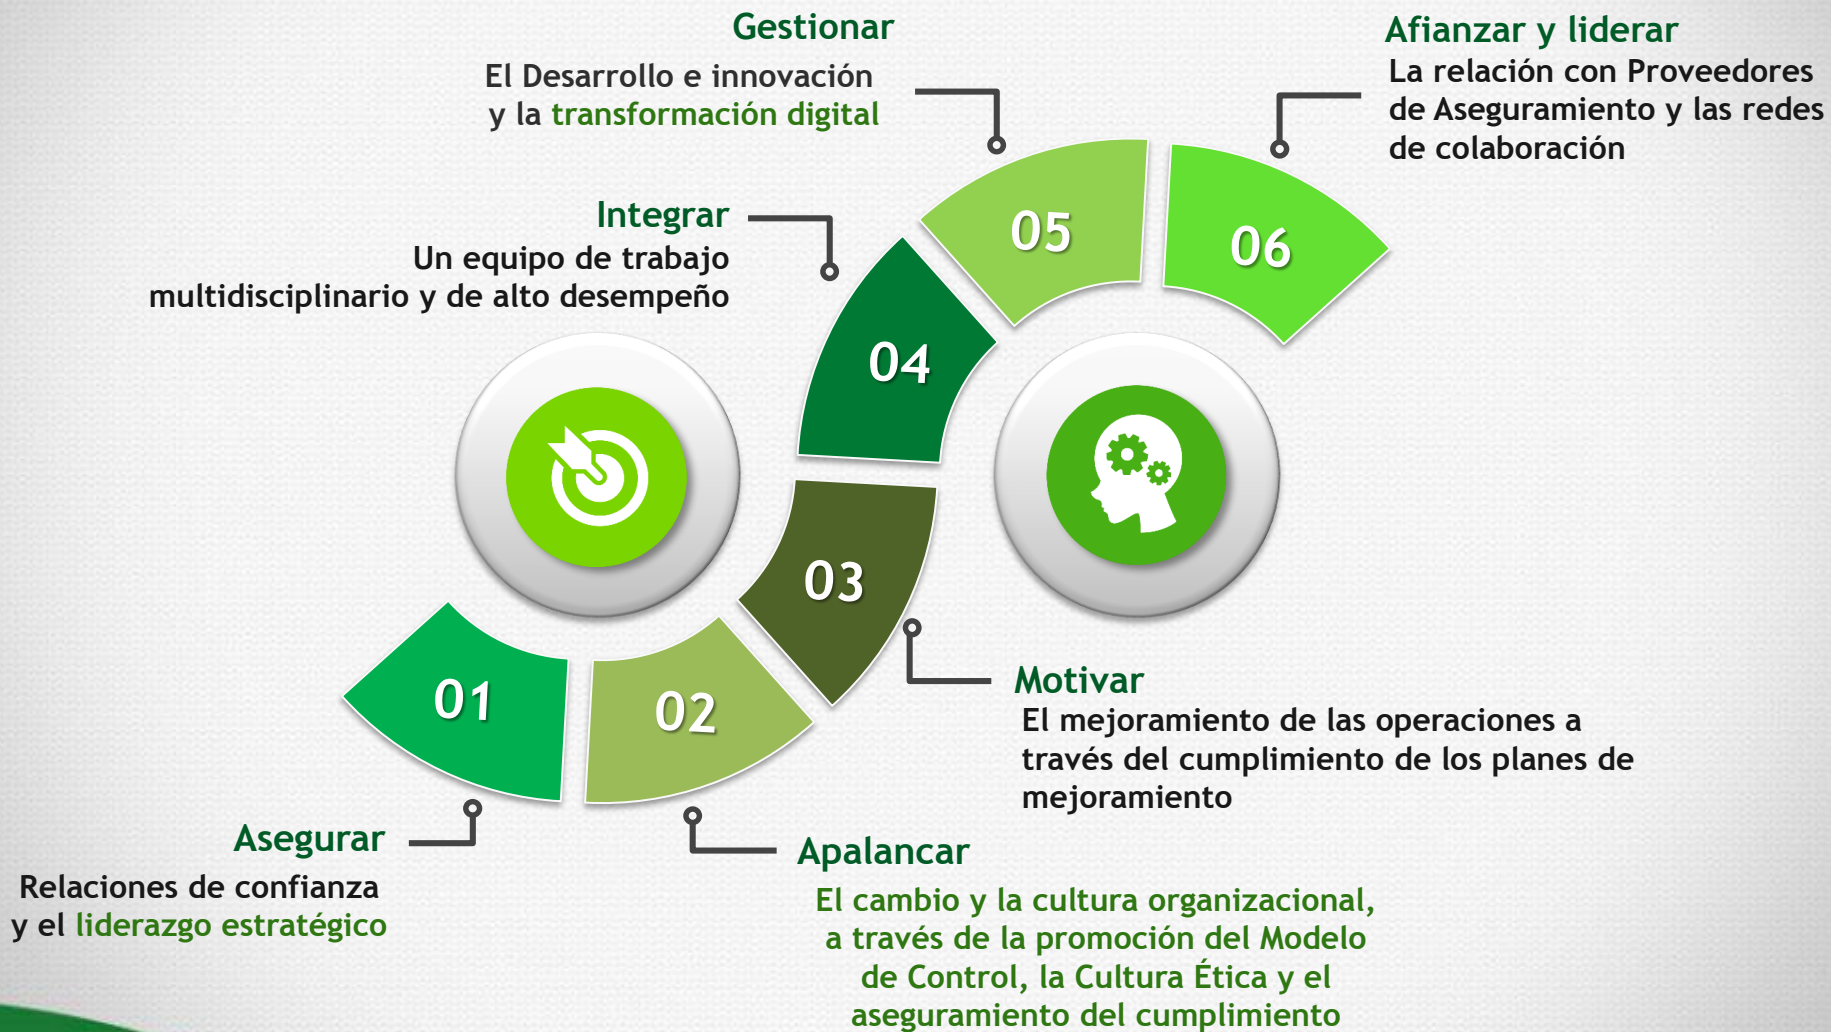 Gestionar
El Desarrollo e innovación
y la transformación digital
Afianzar y liderar
La relación con Proveedores
de Aseguramiento y las redes
de colaboración
Integrar
Un equipo de trabajo
multidisciplinario y de alto desempeño
05
06
04
03
01
02
Motivar
El mejoramiento de las operaciones a
través del cumplimiento de los planes de
mejoramiento
Asegurar
Relaciones de confianza
y el liderazgo estratégico
Apalancar
El cambio y la cultura organizacional,
a través de la promoción del Modelo
de Control, la Cultura Ética y el
aseguramiento del cumplimiento